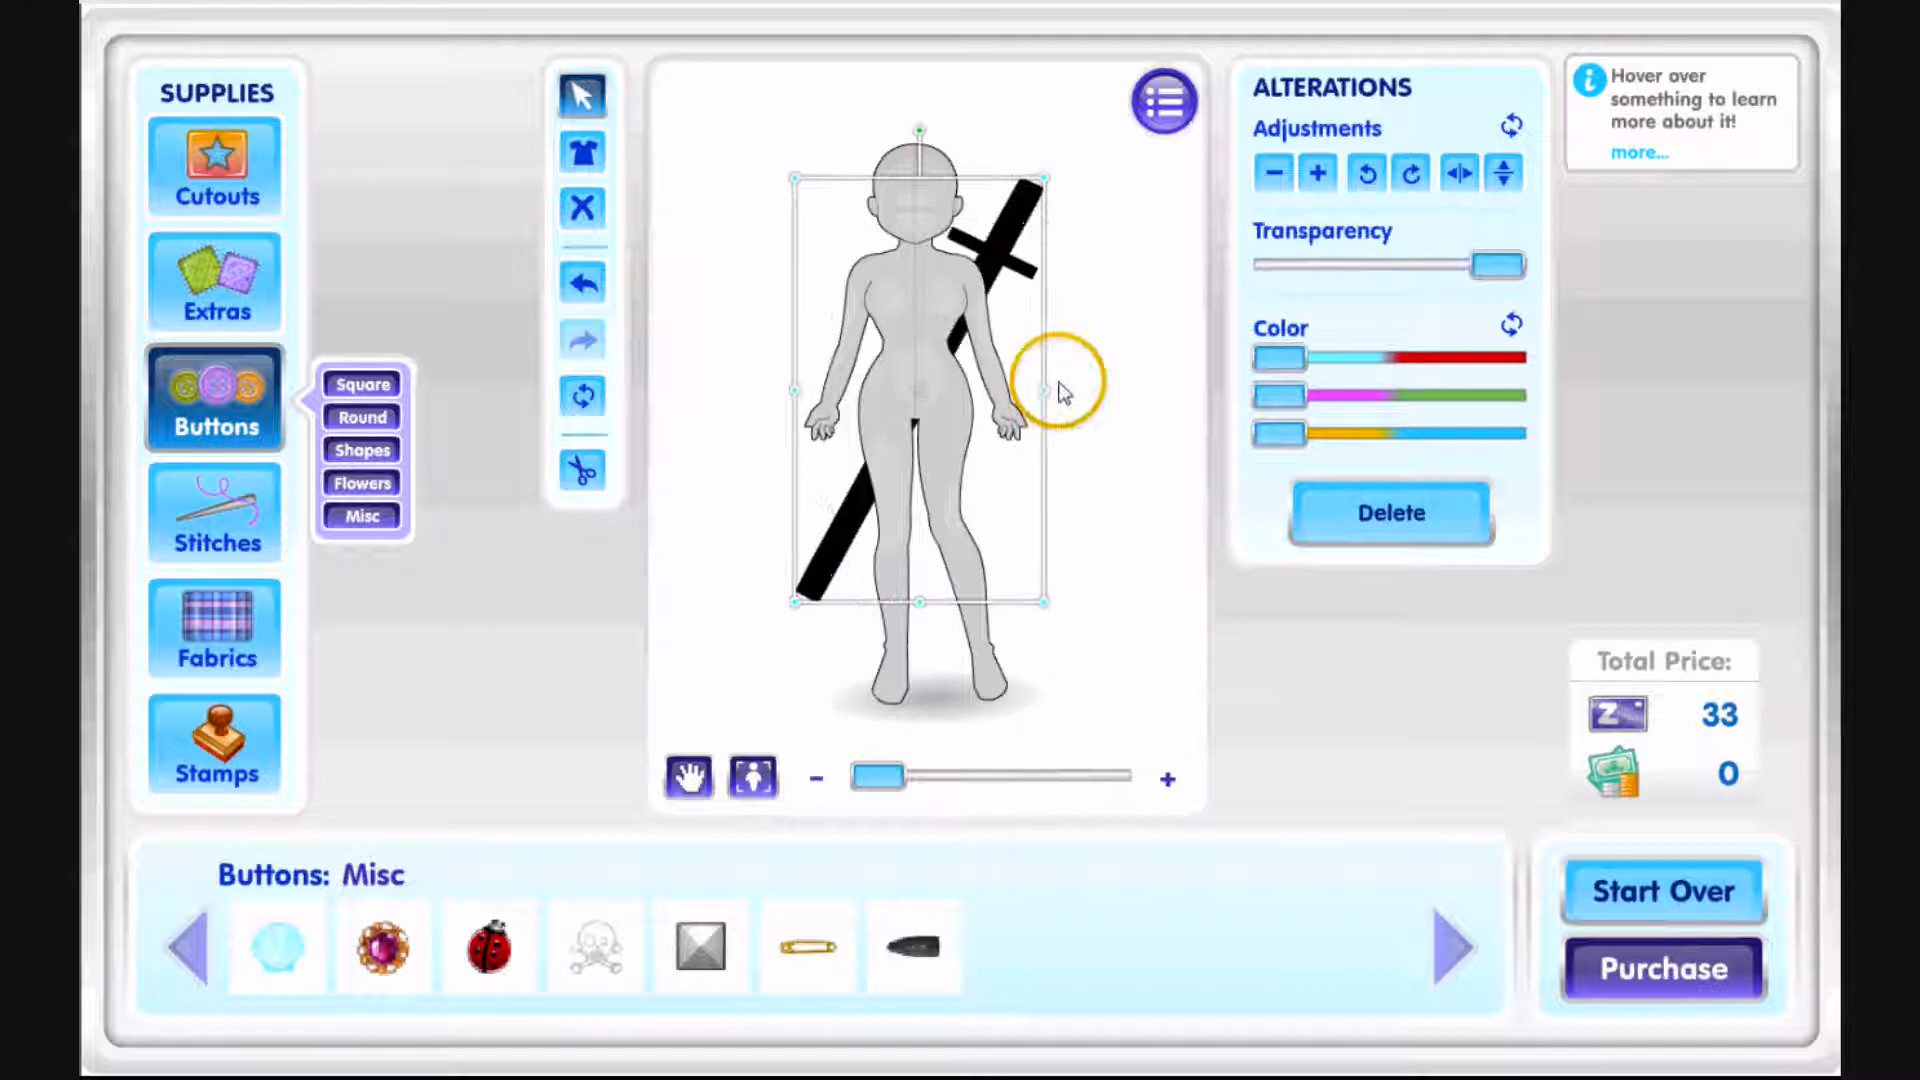 SUPPLIES
Cutouts
Extras
Buttons
Stitches
Fabrics
Stamps
Square
Round
Shapes
Flowers
Misc
ALTERATIONS
Adjustments
Transparency
Color
Delete
Hover over
something to learn
more about it!
more...
Total Price:
Z 33
0
Buttons: Misc
Start Over
Purchase